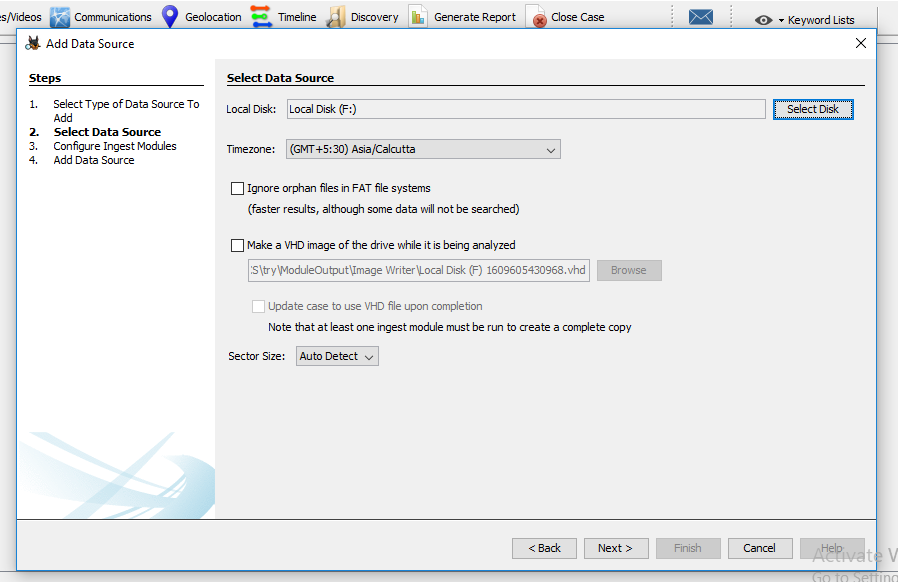 es/Videos Communications Geolocation Timeline Discovery Generate Report Close Case Keyword Lists
Add Data Source
Steps
1. Select Type of Data Source To
Add
2. Select Data Source
3. Configure Ingest Modules
4. Add Data Source
Select Data Source
Local Disk: Local Disk (F:) Select Disk
Timezone: (GMT+5:30) Asia/Calcutta
Ignore orphan files in FAT file systems
(faster results, although some data will not be searched)
Make a VHD image of the drive while it is being analyzed
S\try\ModuleOutput\Image Writer\Local Disk (F) 1609605430968.vhd Browse
Update case to use VHD file upon completion
Note that at least one ingest module must be run to create a complete copy
Sector Size: Auto Detect
< Back Next > Finish Cancel Help
Activate W
Go to Setting